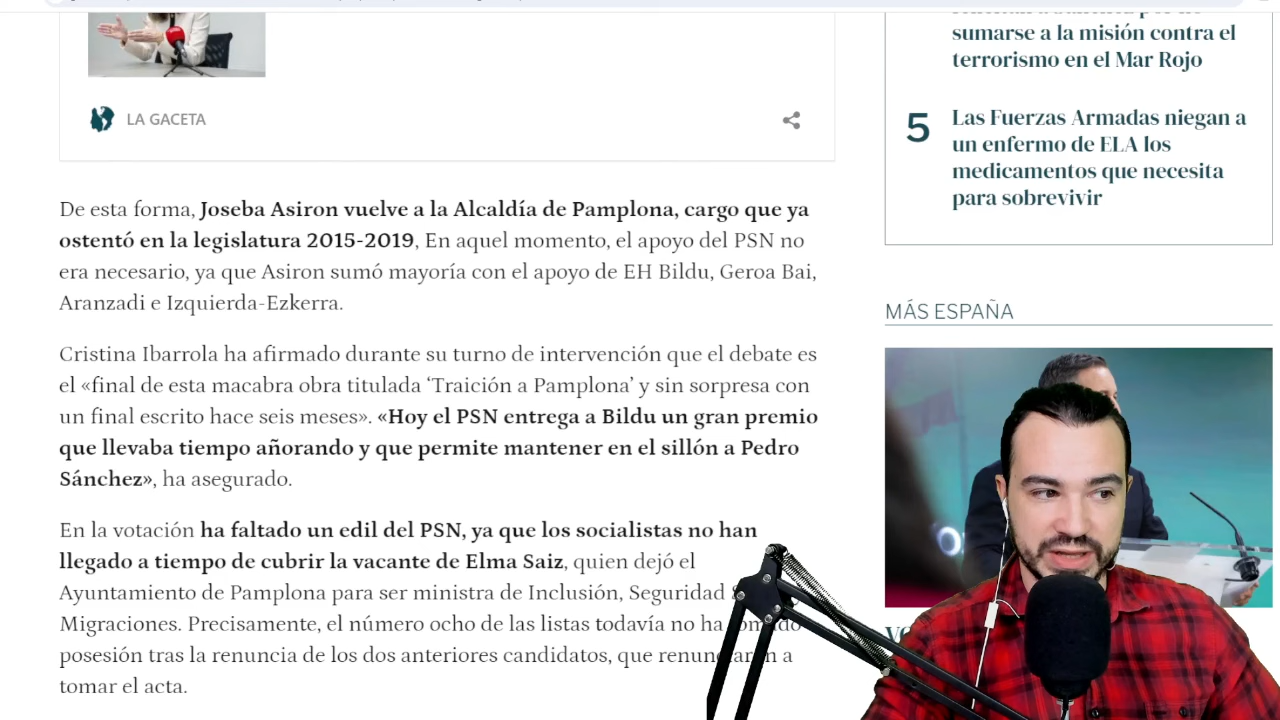 LA GACETA
De esta forma, Joseba Asiron vuelve a la Alcaldía de Pamplona, cargo que ya
ostentó en la legislatura 2015-2019, En aquel momento, el apoyo del PSN no
era necesario, ya que Asiron sumó mayoría con el apoyo de EH Bildu, Geroa Bai,
Aranzadi e Izquierda-Ezkerra.
Cristina Ibarrola ha afirmado durante su turno de intervención que el debate es
el «final de esta macabra obra titulada ‘Traición a Pamplona’ y sin sorpresa con
un final escrito hace seis meses». «Hoy el PSN entrega a Bildu un gran premio
que llevaba tiempo añorando y que permite mantener en el sillón a Pedro
Sánchez», ha asegurado.
En la votación ha faltado un edil del PSN, ya que los socialistas no han
llegado a tiempo de cubrir la vacante de Elma Saiz, quien dejó el
Ayuntamiento de Pamplona para ser ministra de Inclusión, Seguridad
Migraciones. Precisamente, el número ocho de las listas todavía no ha
posesión tras la renuncia de los dos anteriores candidatos, que renunciaron a
tomar el acta.
sumarse a la misión contra el
terrorismo en el Mar Rojo
5
Las Fuerzas Armadas niegan a
un enfermo de ELA los
medicamentos que necesita
para sobrevivir
MÁS ESPAÑA